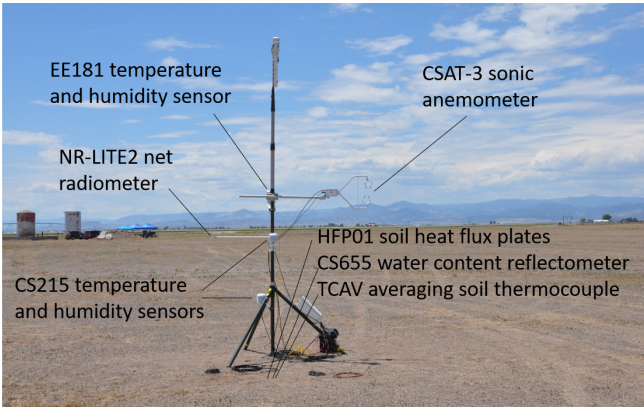 EE181 temperature
and humidity sensor
CSAT-3 sonic
anemometer
NR-LITE2 net
radiometer
HFP01 soil heat flux plates
CS655 water content reflectometer
TCAV averaging soil thermocouple
CS215 temperature
and humidity sensors